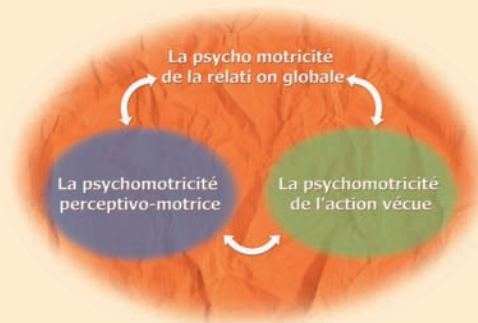 La psycho motricité
de la relati on globale
La psychomotricité
perceptivo-motrice
La psychomotricité
de l'action vécue